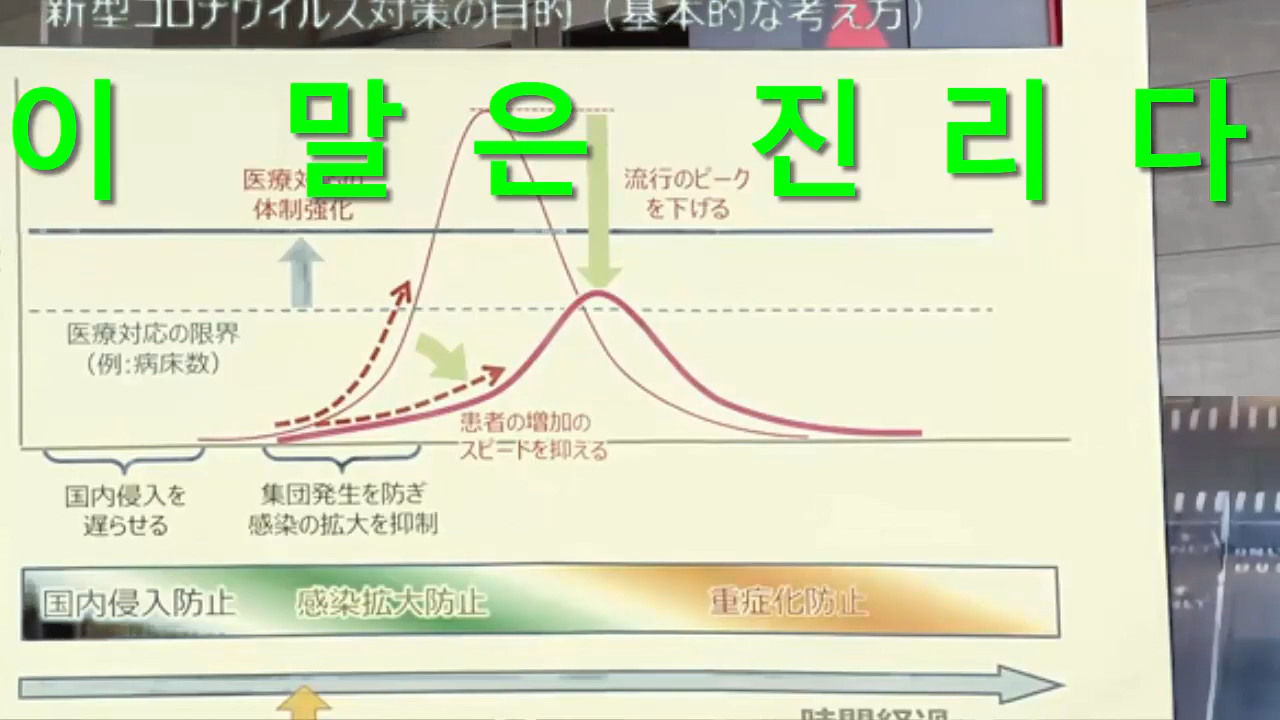 新型コロナウイルス対策の目的（基本的な考え方）
이 말은 진리다
医療対応の
体制強化
流行のピーク
を下げる
医療対応の限界
（例：病床数）
患者の増加の
スピードを抑える
国内侵入を
遅らせる
集団発生を防ぎ
感染の拡大を抑制
国内侵入防止
感染拡大防止
重症化防止
時間経過